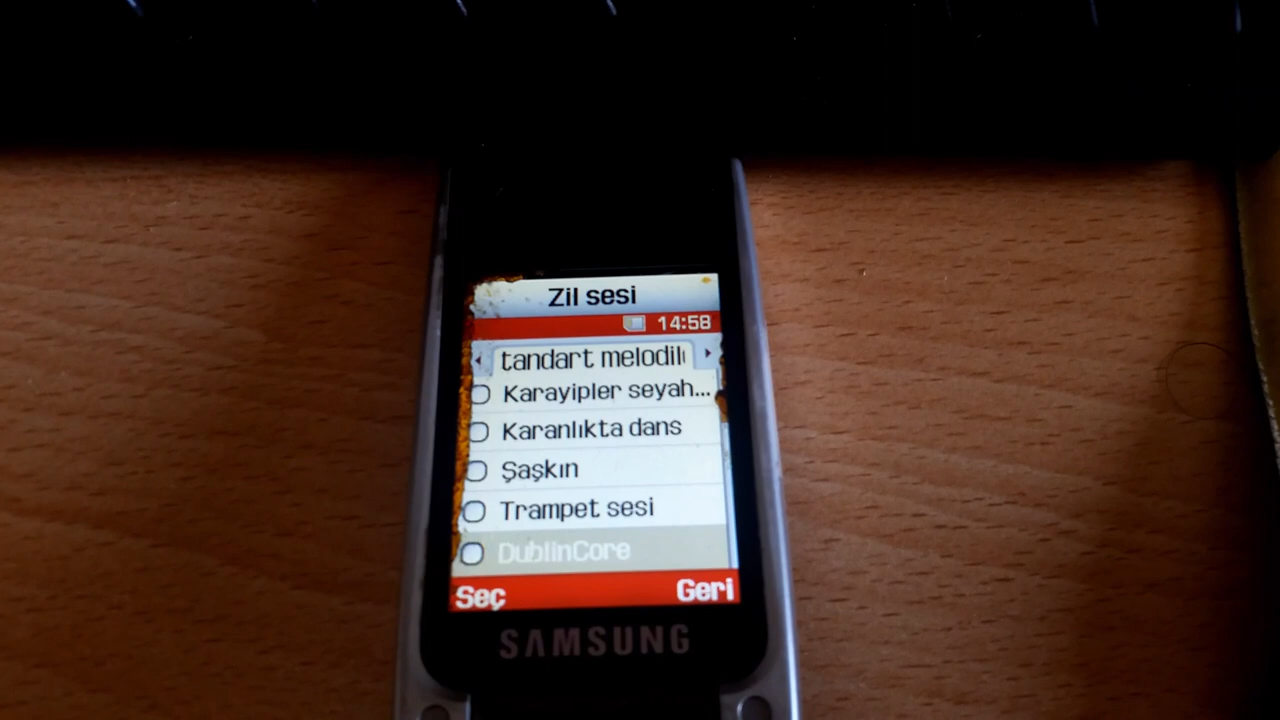 Zil sesi
14:58
tandart melodil
Karayipler seyah...
Karanlıkta dans
Şaşkın
Trampet sesi
DublinCore
Seç Geri
SAMSUNG